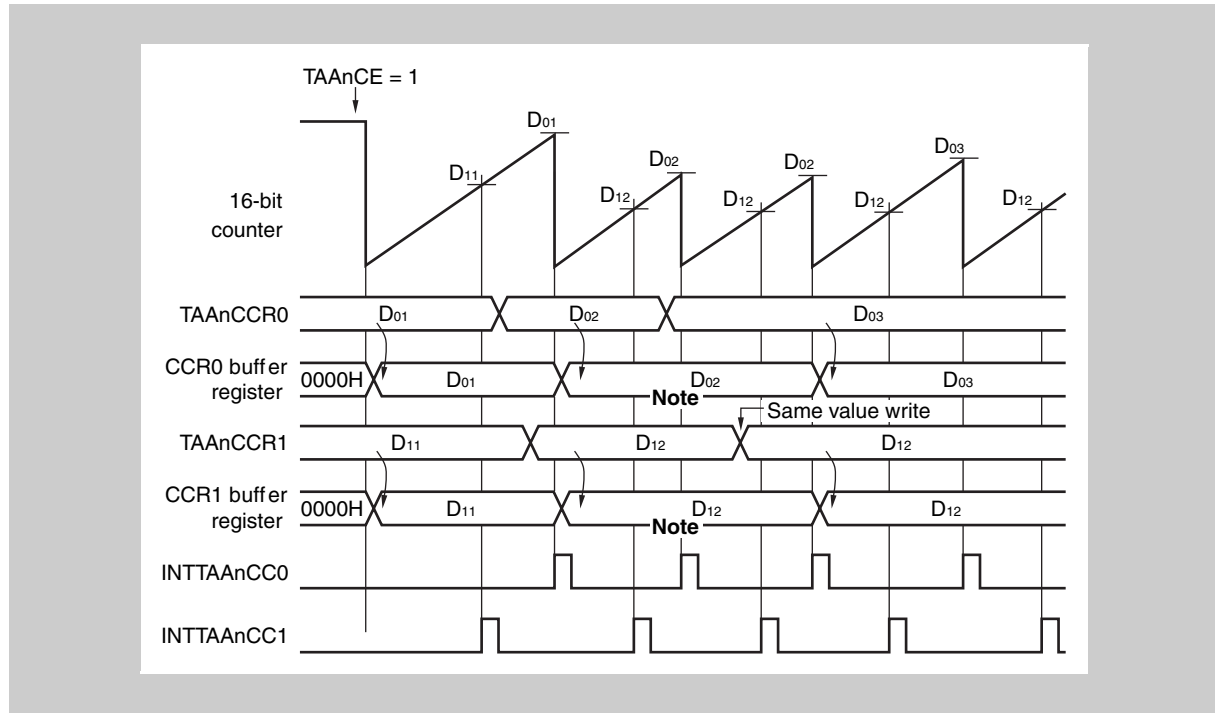 TAAnCE = 1
D01
D11
D02
D12
D02
D12
D03
D12
D12
16-bit
counter
TAAnCCR0
D01
D02
D03
CCR0 buffer
register
0000H
D01
D02
Note
D03
Same value write
TAAnCCR1
D11
D12
D12
CCR1 buffer
register
0000H
D11
D12
Note
D12
INTTAAnCC0
INTTAAnCC1